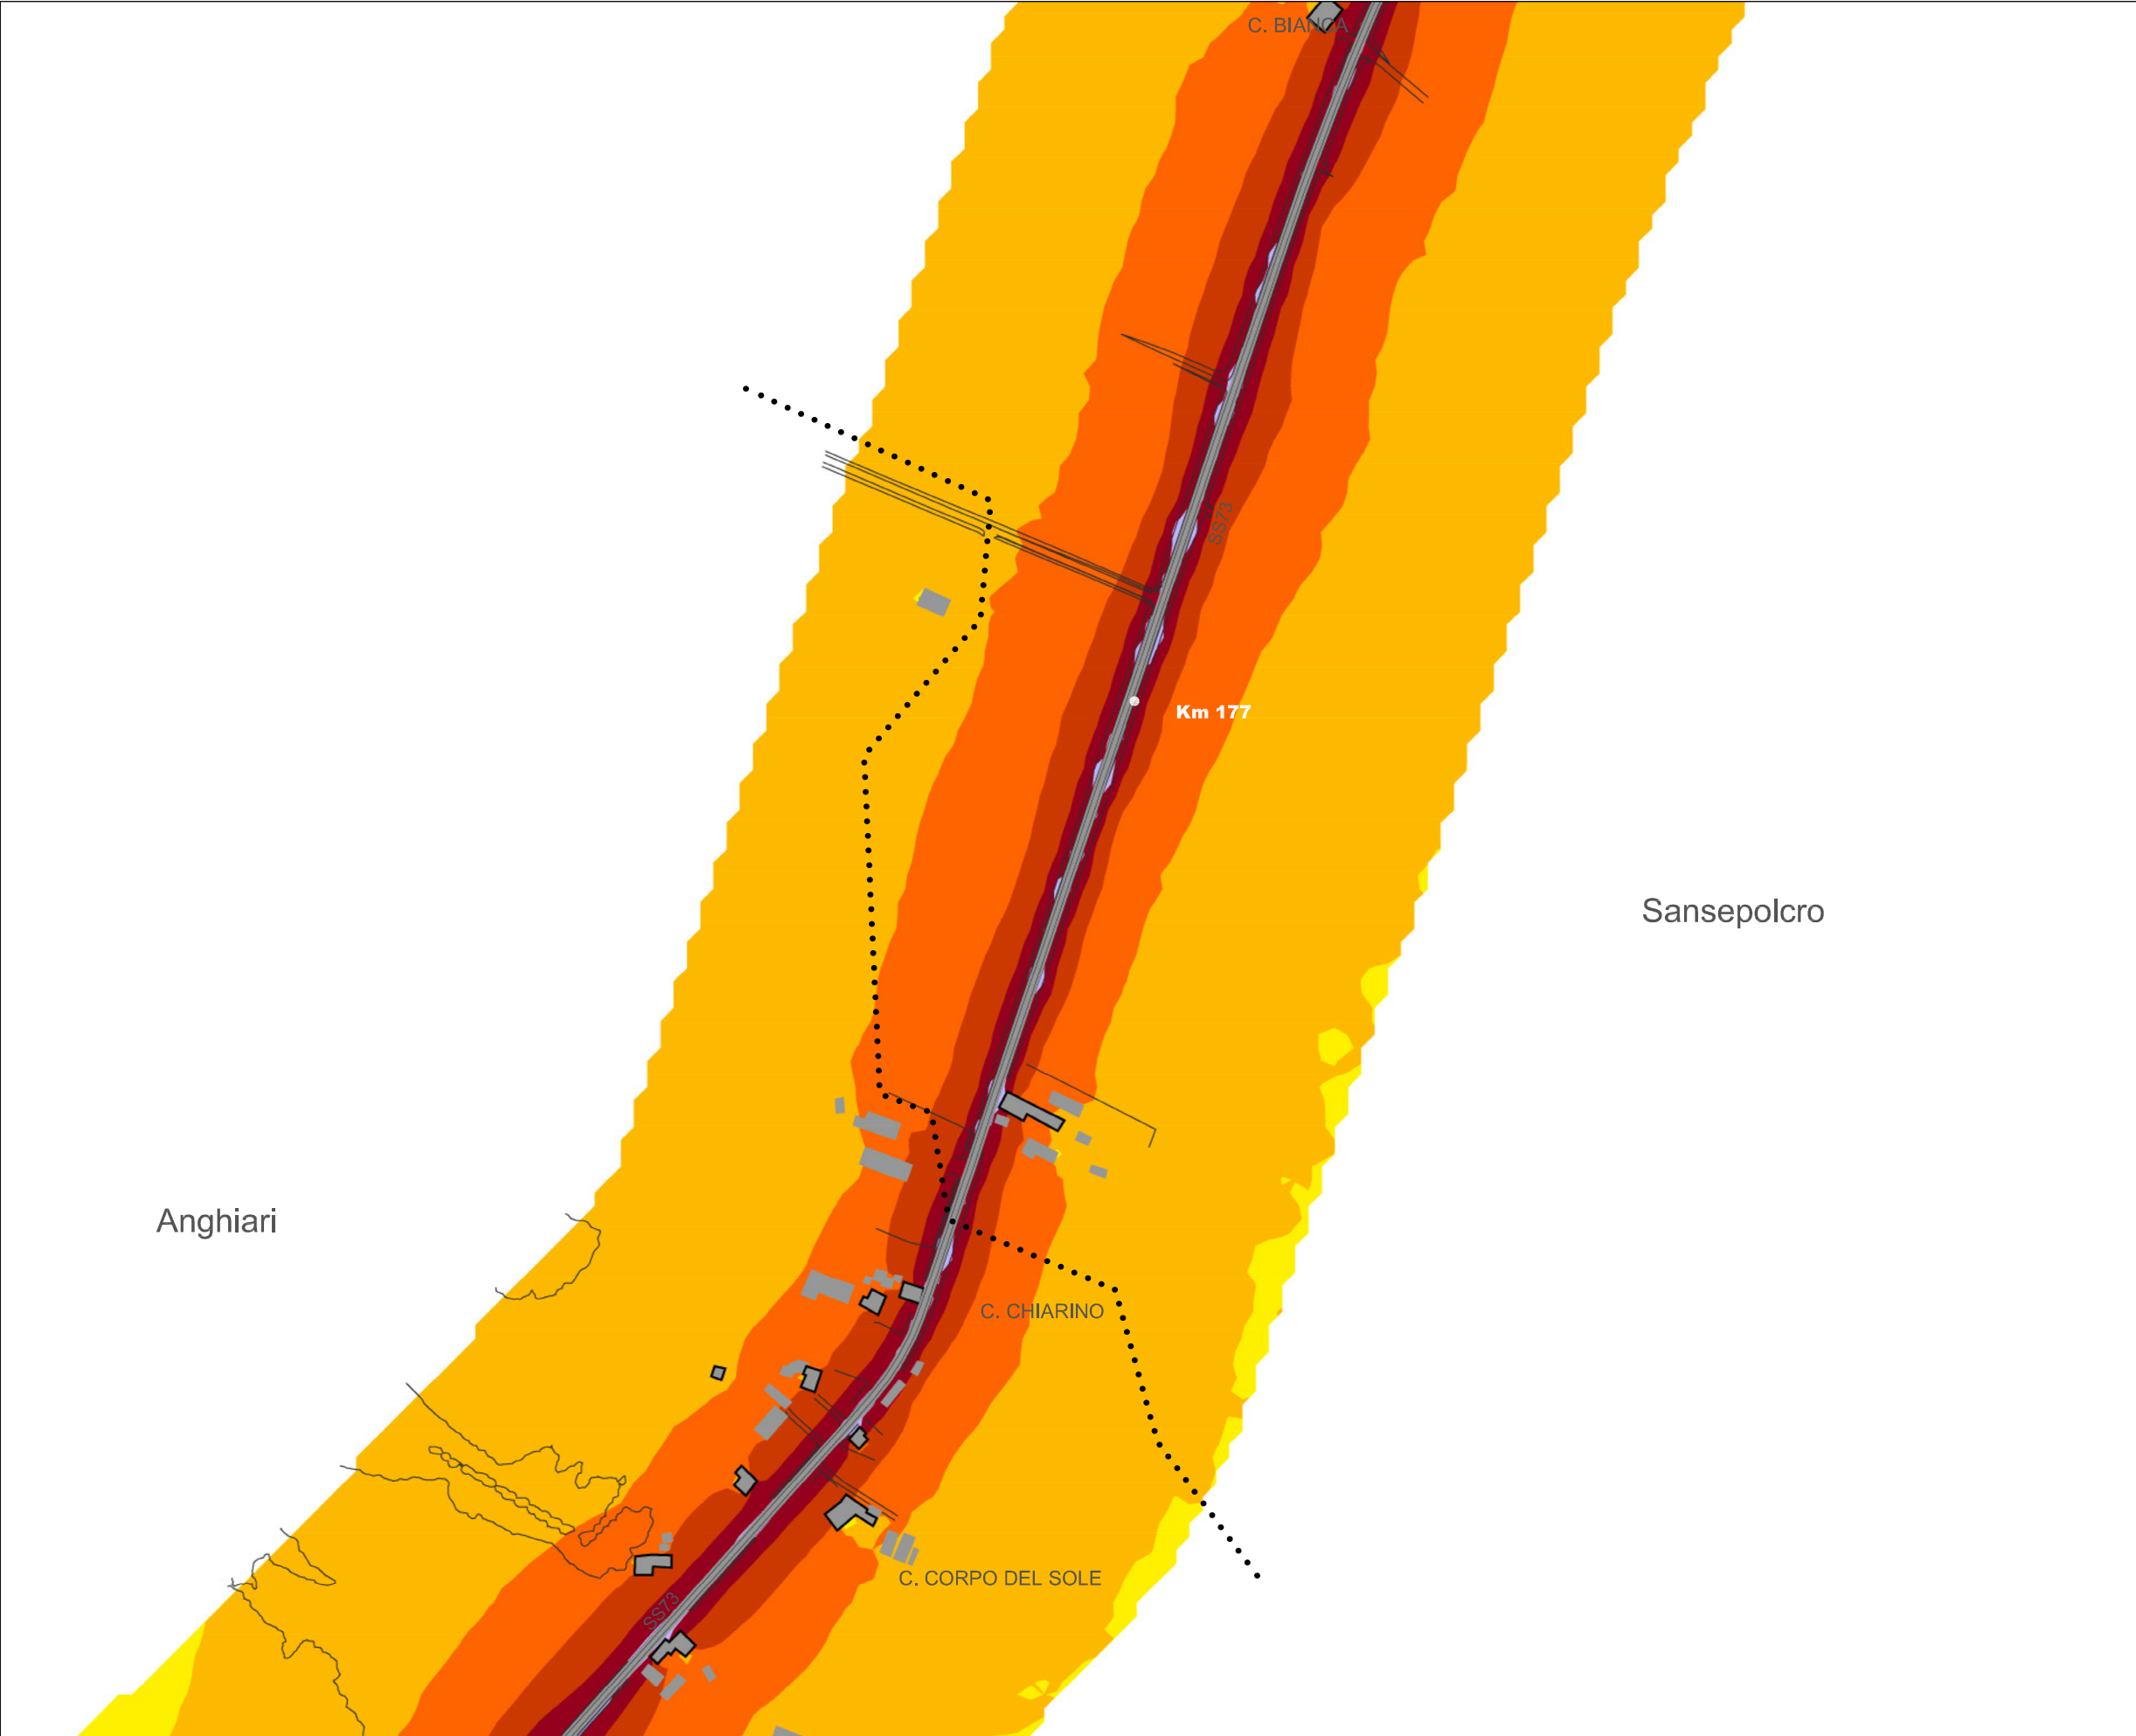 C. BIANCA
SS73
Km 177
Sansepolcro
Anghiari
C. CHIARINO
C. CORPO DEL SOLE
SS73